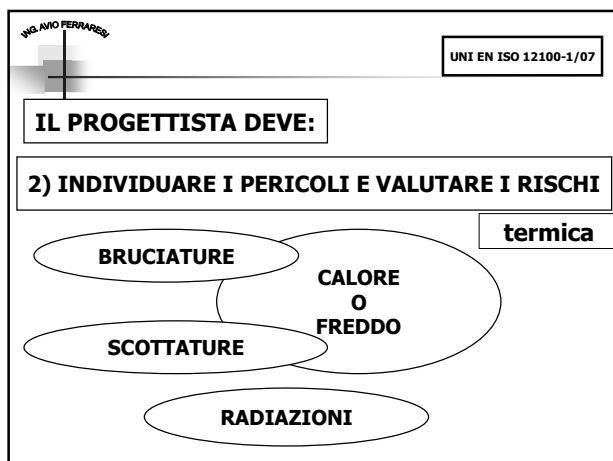 ING. AVIO FERRARESI
UNI EN ISO 12100-1/07
IL PROGETTISTA DEVE:
2) INDIVIDUARE I PERICOLI E VALUTARE I RISCHI
termica
BRUCIATURE
CALORE
O
FREDDO
SCOTTATURE
RADIAZIONI